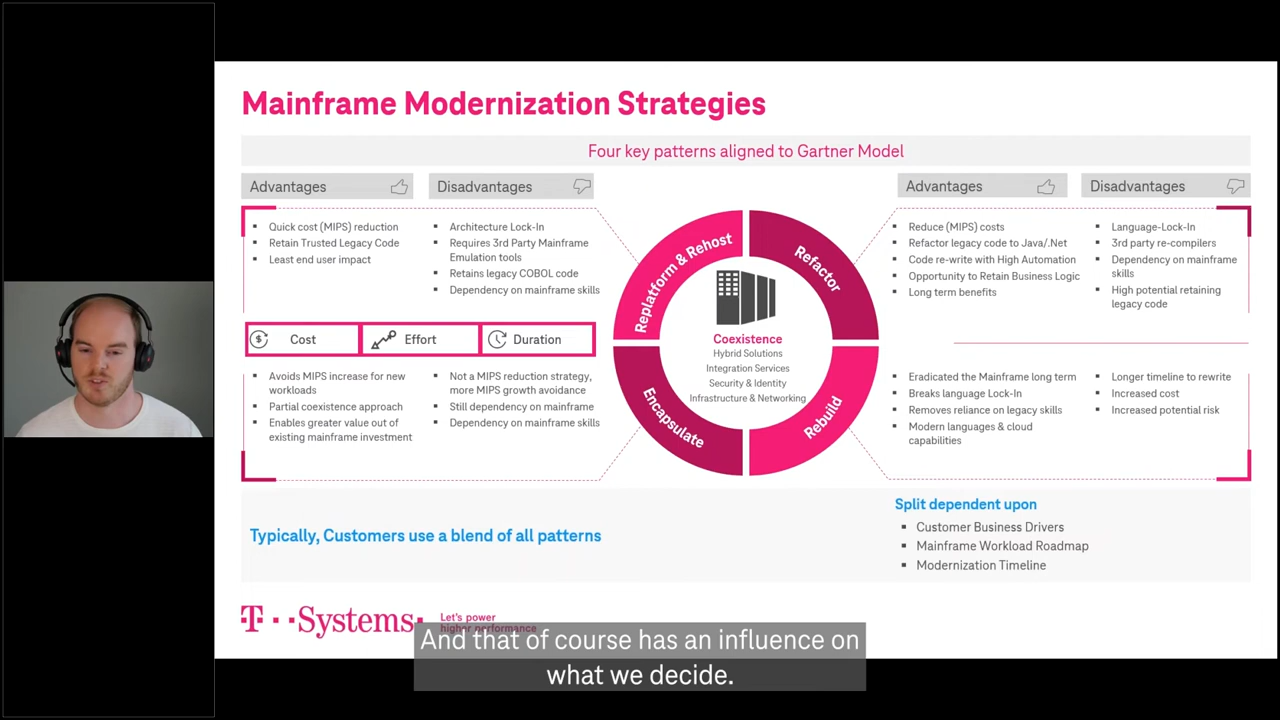 Mainframe Modernization Strategies
Four key patterns aligned to Gartner Model
Advantages
Disadvantages
Quick cost (MIPS) reduction
Retain Trusted Legacy Code
Least end user impact
Architecture Lock-In
Requires 3rd Party Mainframe
Emulation tools
Retains legacy COBOL code
Dependency on mainframe skills
Cost
Effort
Duration
Avoids MIPS increase for new
workloads
Partial coexistence approach
Enables greater value out of
existing mainframe investment
Not a MIPS reduction strategy,
more MIPS growth avoidance
Still dependency on mainframe
Dependency on mainframe skills
Replatform & Rehost
Refactor
Encapsulate
Rebuild
Coexistence
Hybrid Solutions
Integration Services
Security & Identity
Infrastructure & Networking
Advantages
Disadvantages
Reduce (MIPS) costs
Refactor legacy code to Java/.Net
Code re-write with High Automation
Opportunity to Retain Business Logic
Long term benefits
Language-Lock-In
3rd party re-compilers
Dependency on mainframe
skills
High potential retaining
legacy code
Eradicated the Mainframe long term
Breaks language Lock-In
Removes reliance on legacy skills
Modern languages & cloud
capabilities
Longer timeline to rewrite
Increased cost
Increased potential risk
Typically, Customers use a blend of all patterns
Split dependent upon
Customer Business Drivers
Mainframe Workload Roadmap
Modernization Timeline
T··Systems·
Let's power
higher performance
And that of course has an influence on
what we decide.